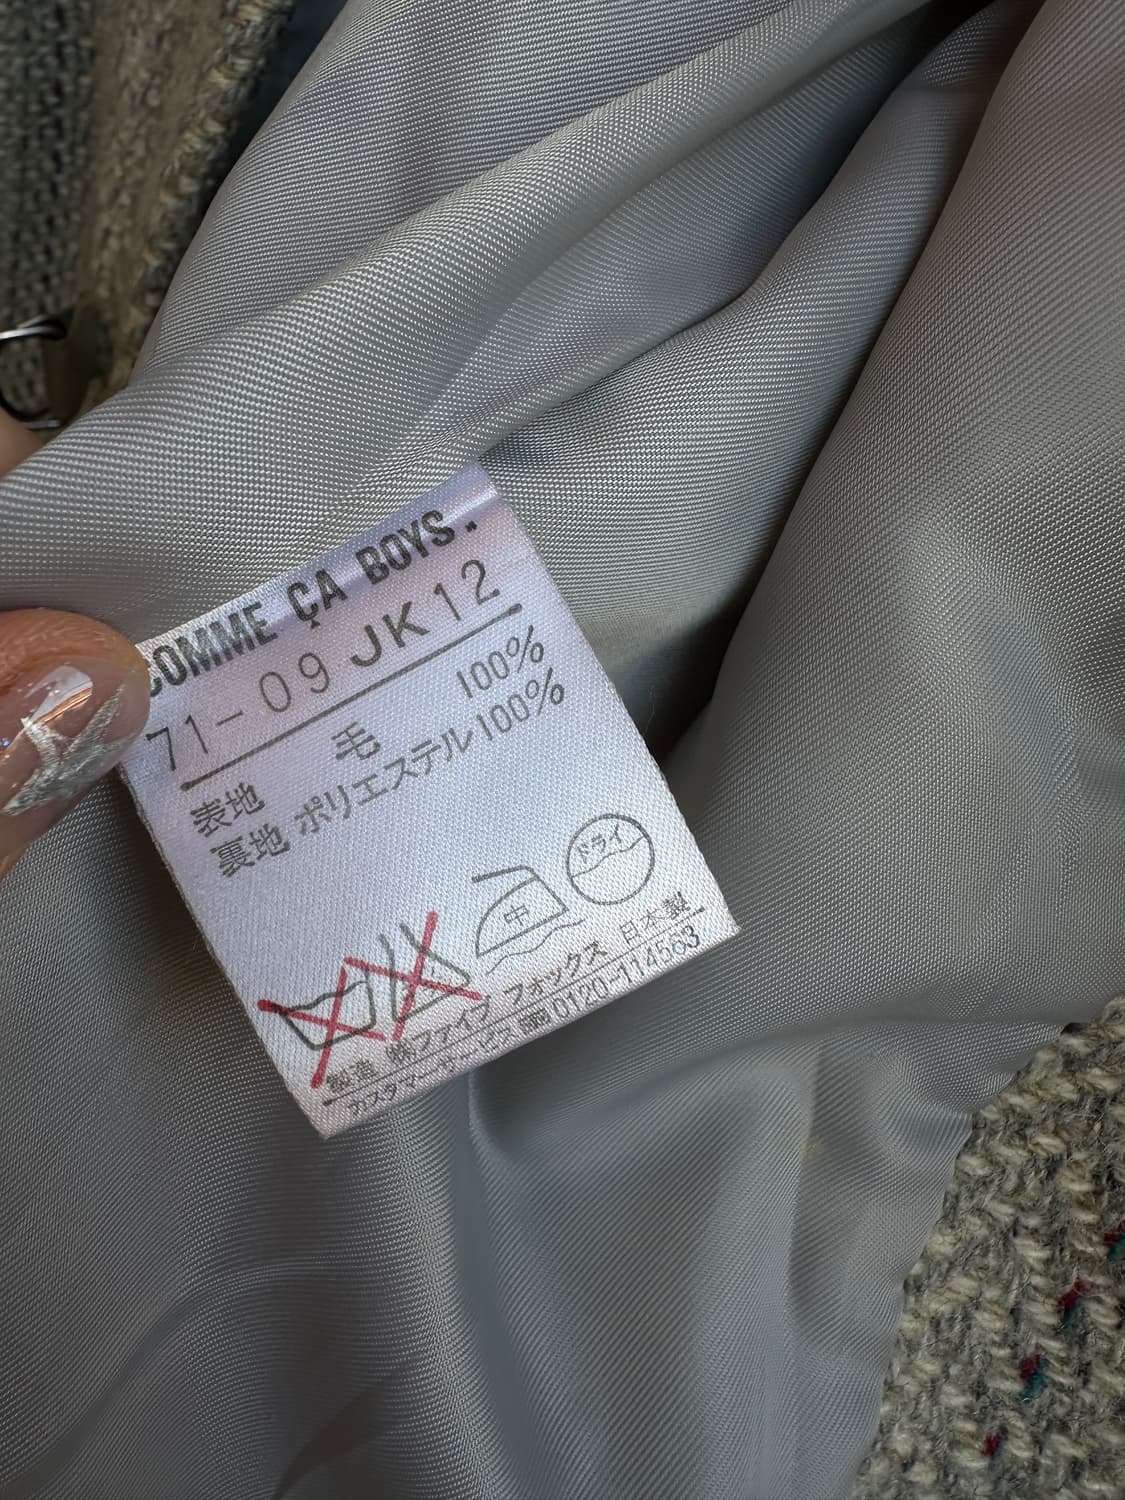 COMME ÇA BOYS.
71-09 JK12
表地 毛 100%
裏地 ポリエステル100%
中
ドライ
製造 ㈱ファイブ フォックス 日本製
カスタマーサービス 0120-114563